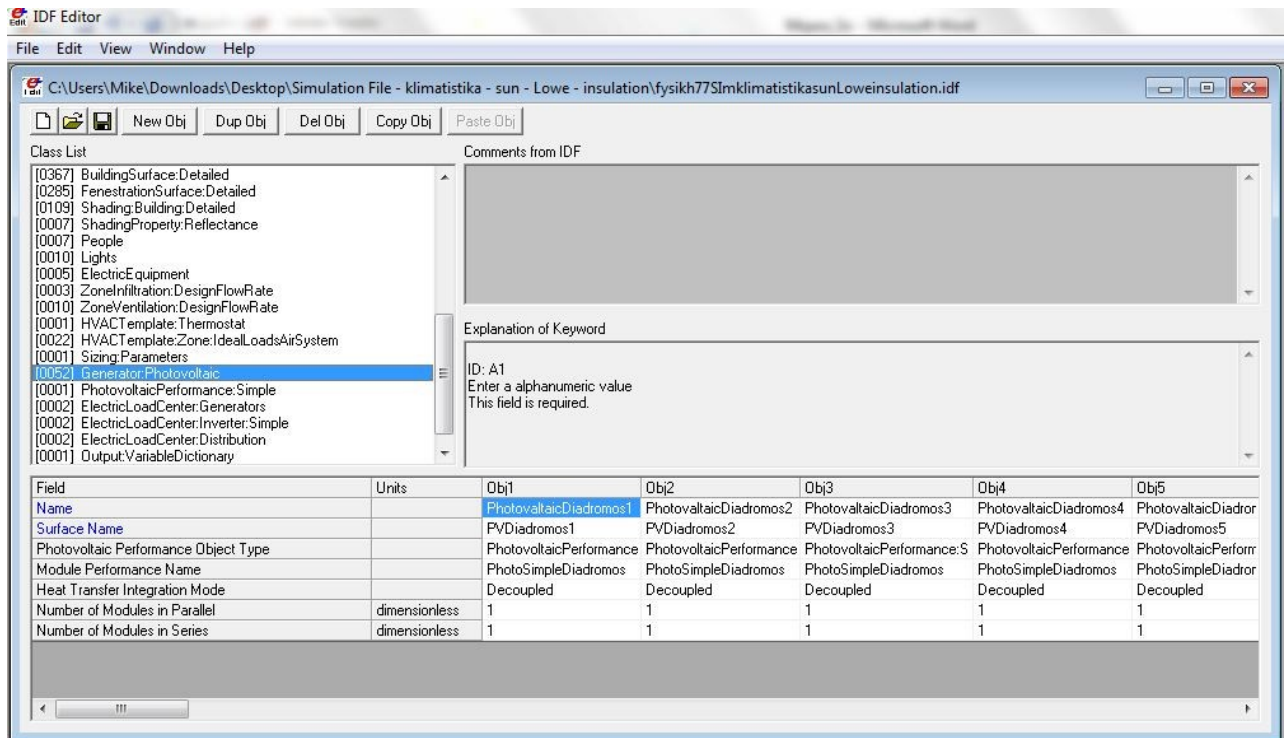 IDF Editor
File Edit View Window Help
C:\Users\Mike\Downloads\Desktop\Simulation File - klimatistika - sun - Lowe - insulation\fysikh77SImklimatistikasunLoweinsulation.idf
New Obj Dup Obj Del Obj Copy Obj Paste Obj
Class List
[0367] BuildingSurface:Detailed
[0285] FenestrationSurface:Detailed
[0109] Shading:Building:Detailed
[0007] ShadingProperty:Reflectance
[0007] People
[0010] Lights
[0005] ElectricEquipment
[0003] ZoneInfiltration:DesignFlowRate
[0010] ZoneVentilation:DesignFlowRate
[0001] HVACTemplate:Thermostat
[0022] HVACTemplate:Zone:IdealLoadsAirSystem
[0001] Sizing:Parameters
[0052] Generator:Photovoltaic
[0001] PhotovoltaicPerformance:Simple
[0002] ElectricLoadCenter:Generators
[0002] ElectricLoadCenter:Inverter:Simple
[0002] ElectricLoadCenter:Distribution
[0001] Output:VariableDictionary
Comments from IDF
Explanation of Keyword
ID: A1
Enter a alphanumeric value
This field is required.
Field Units Obj1 Obj2 Obj3 Obj4 Obj5
Name PhotovaltaicDiadromos1 PhotovaltaicDiadromos2 PhotovaltaicDiadromos3 PhotovaltaicDiadromos4 PhotovaltaicDiadror
Surface Name PVDiadromos1 PVDiadromos2 PVDiadromos3 PVDiadromos4 PVDiadromos5
Photovoltaic Performance Object Type PhotovoltaicPerformance PhotovoltaicPerformance PhotovoltaicPerformance:S PhotovoltaicPerformance PhotovoltaicPerform
Module Performance Name PhotoSimpleDiadromos PhotoSimpleDiadromos PhotoSimpleDiadromos PhotoSimpleDiadromos PhotoSimpleDiadror
Heat Transfer Integration Mode Decoupled Decoupled Decoupled Decoupled Decoupled
Number of Modules in Parallel dimensionless 1 1 1 1 1
Number of Modules in Series dimensionless 1 1 1 1 1